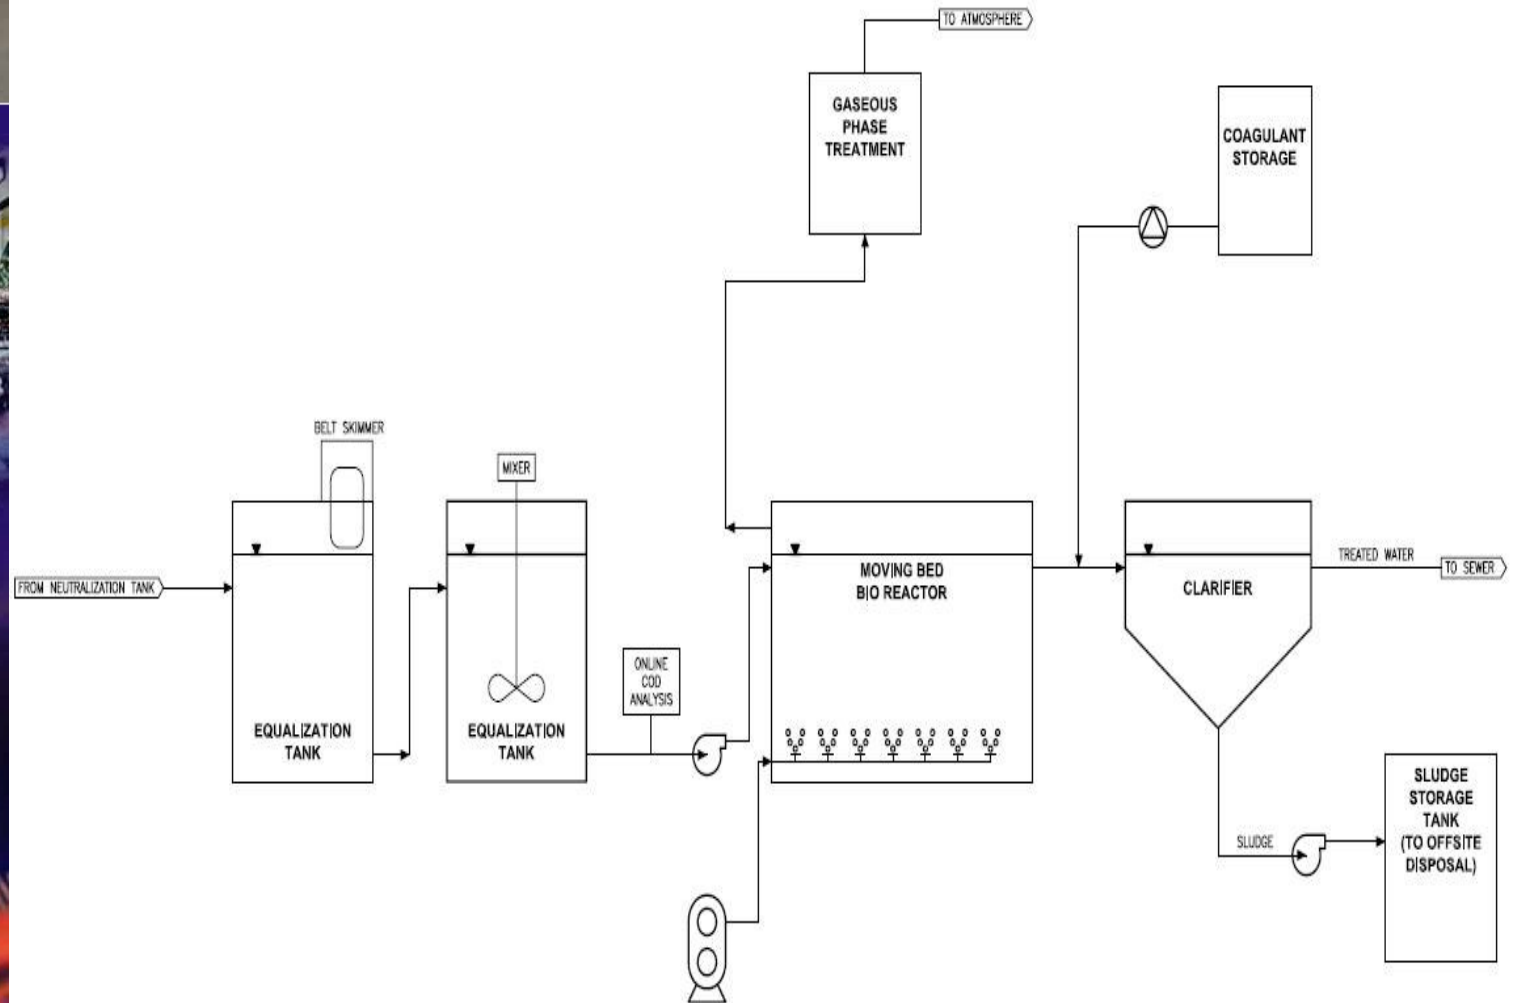 TO ATMOSPHERE
GASEOUS
PHASE
TREATMENT
COAGULANT
STORAGE
BELT SKIMMER
MIXER
FROM NEUTRALIZATION TANK
EQUALIZATION
TANK
EQUALIZATION
TANK
ONLINE
COD
ANALYSIS
MOVING BED
BIO REACTOR
CLARIFIER
TREATED WATER
TO SEWER
SLUDGE
SLUDGE
STORAGE
TANK
(TO OFFSITE
DISPOSAL)